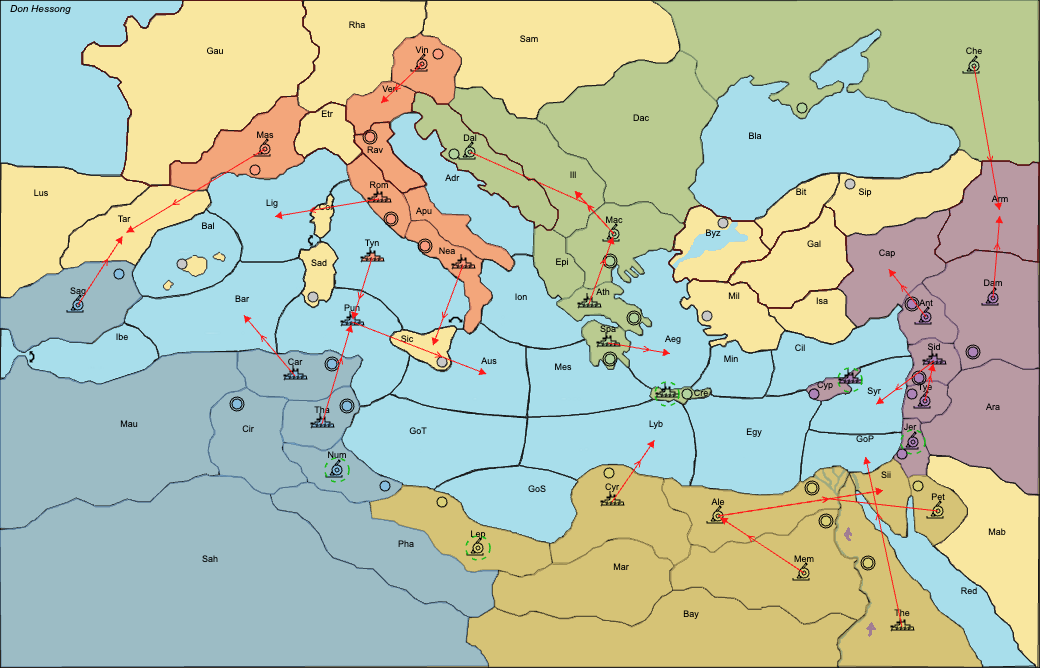 Don Hessong
Rha
Sam
Gau
Vin
Che
Ven
Etr
Dac
Mas
Rav
Dal
Bla
Adr
Ill
Lus
Rom
Bit
Sip
Arm
Tar
Lig
Cor
Apu
Mac
Byz
Bal
Tyn
Nea
Gal
Cap
Sad
Epi
Sag
Bar
Ion
Ath
Mil
Isa
Ant
Dam
Pun
Spa
Ibe
Sic
Aeg
Cil
Sid
Car
Aus
Mes
Min
Cyp
Syr
Tye
Cre
Ara
Tha
Mau
Cir
GoT
Lyb
Egy
GoP
Jer
Num
GoS
Cyr
Sii
Ale
Pet
Lep
Pha
Mab
Sah
Mar
Mem
Red
Bay
The